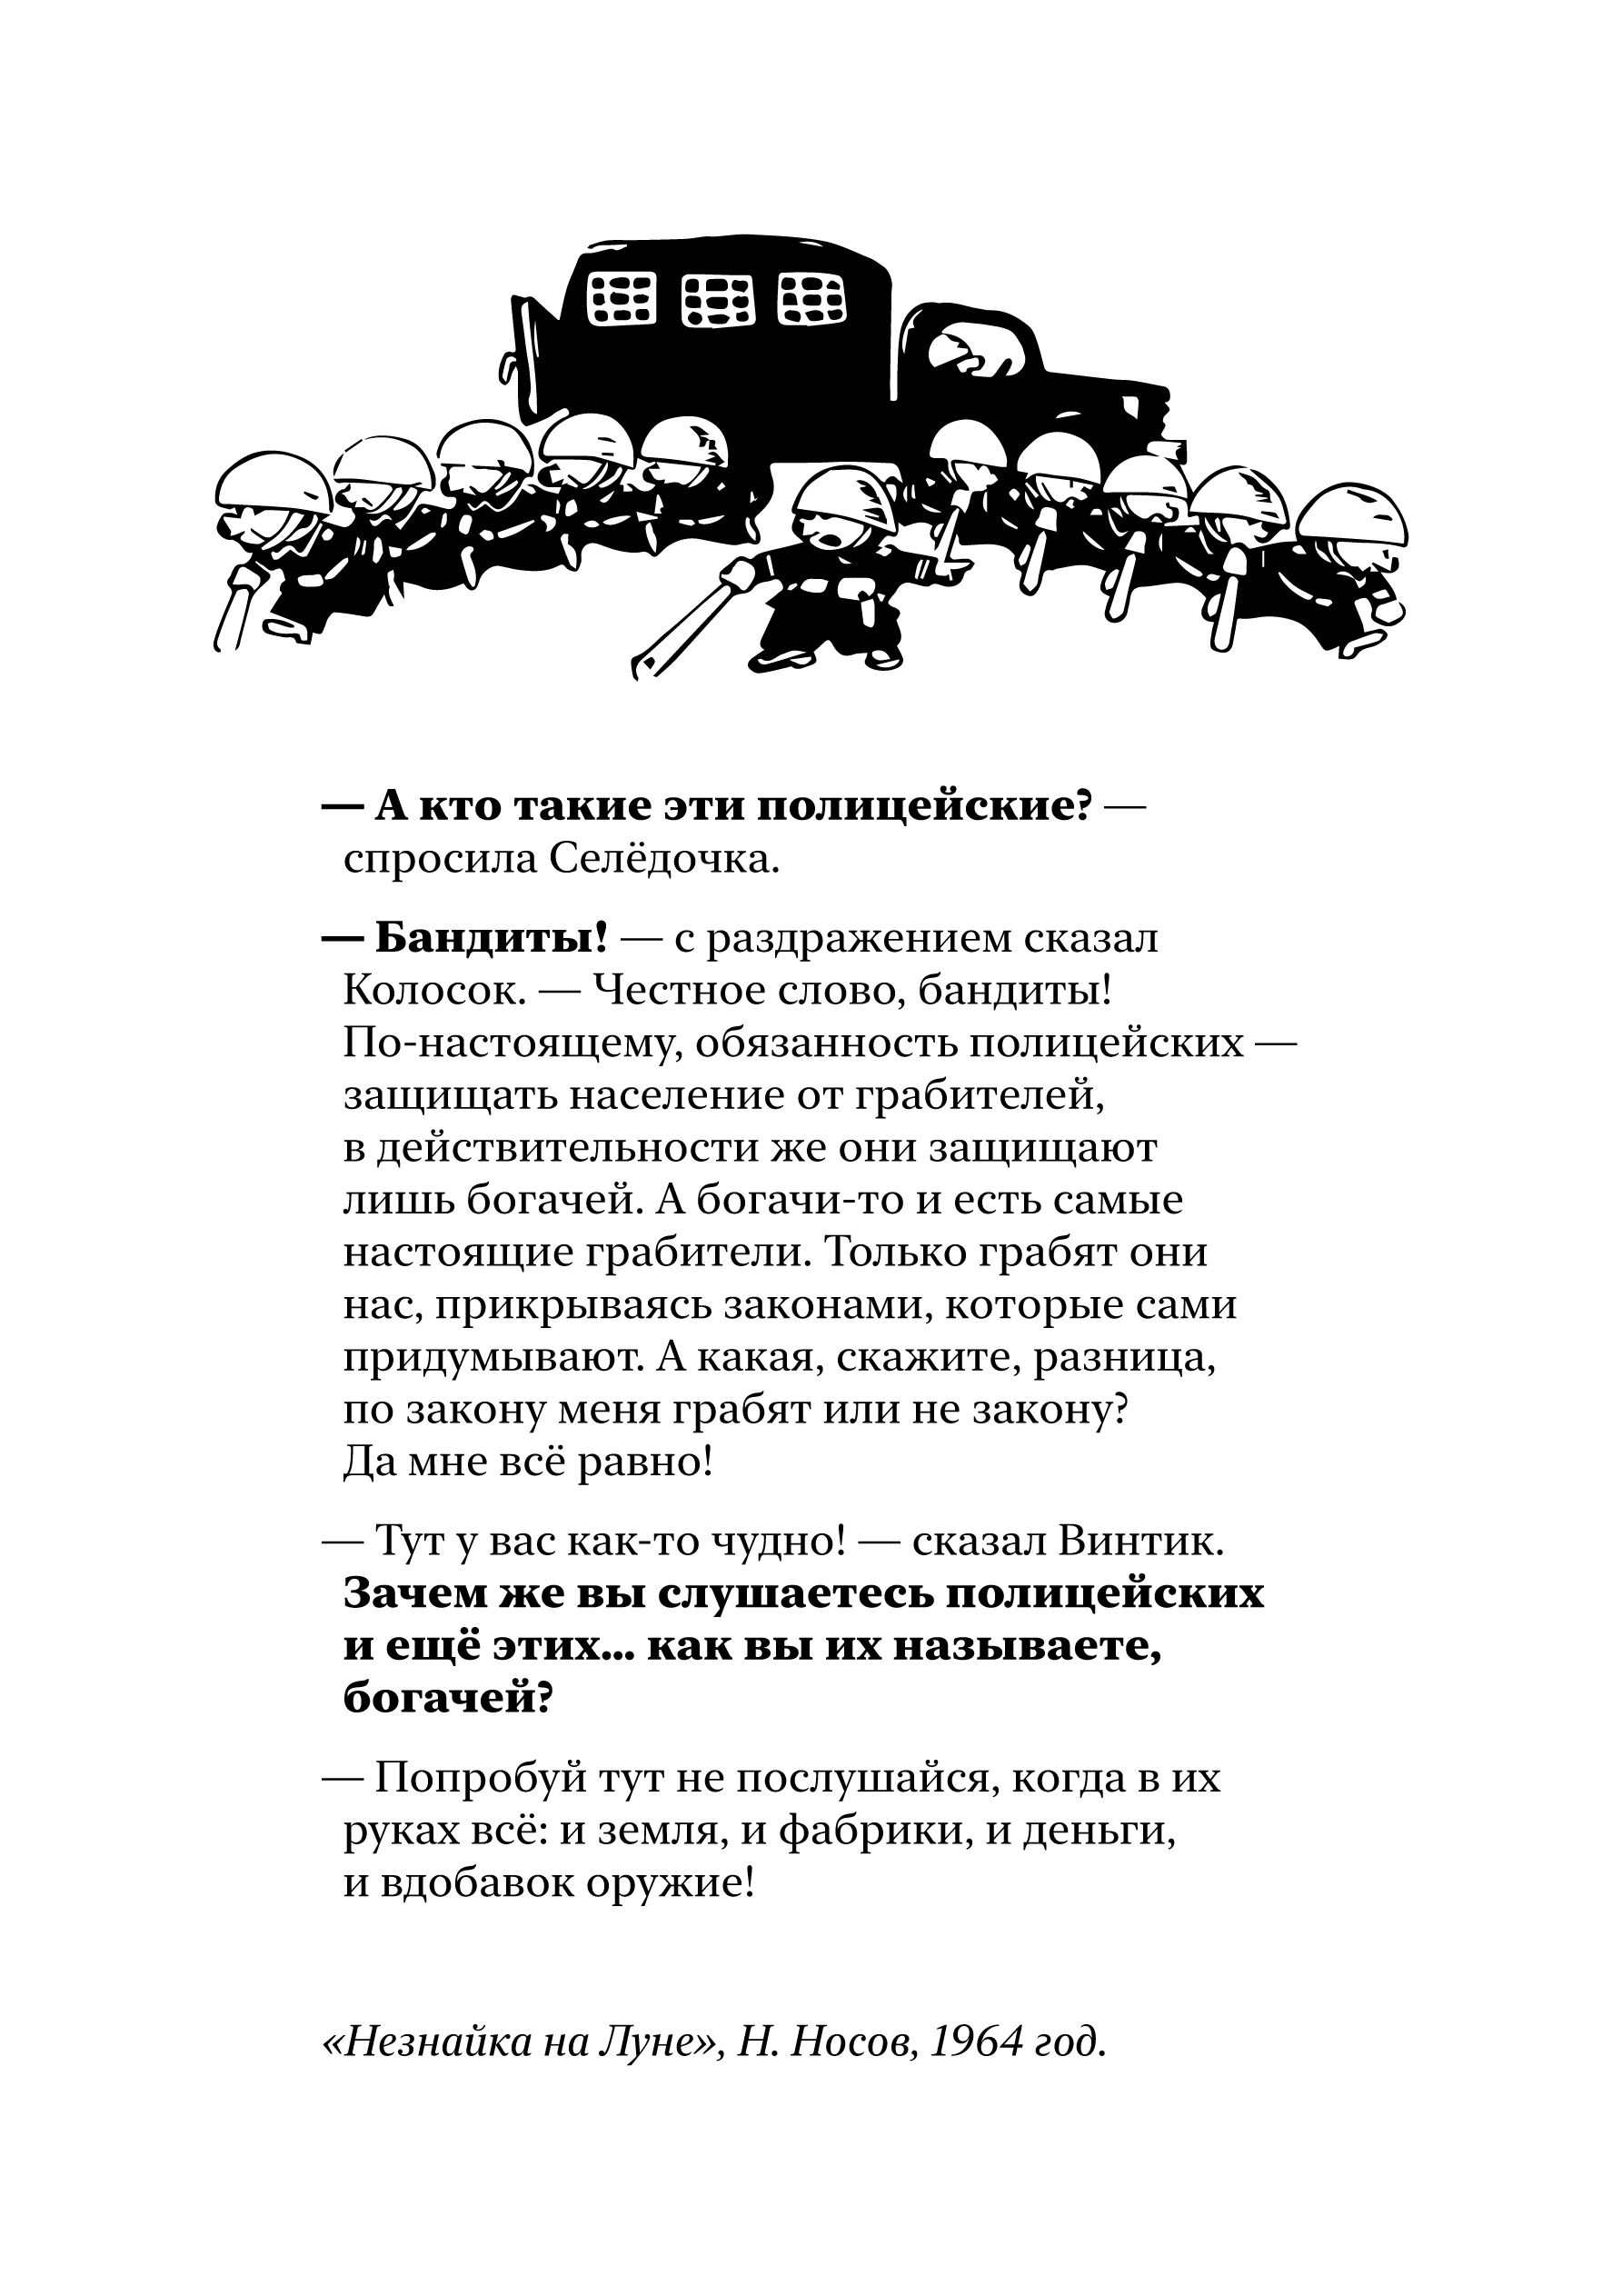 — А кто такие эти полицейские? —
спросила Селёдочка.
— Бандиты! — с раздражением сказал
Колосок. — Честное слово, бандиты!
По-настоящему, обязанность полицейских —
защищать население от грабителей,
в действительности же они защищают
лишь богачей. А богачи-то и есть самые
настоящие грабители. Только грабят они
нас, прикрываясь законами, которые сами
придумывают. А какая, скажите, разница,
по закону меня грабят или не закону?
Да мне всё равно!
— Тут у вас как-то чудно! — сказал Винтик.
Зачем же вы слушаетесь полицейских
и ещё этих... как вы их называете,
богачей?
— Попробуй тут не послушайся, когда в их
руках всё: и земля, и фабрики, и деньги,
и вдобавок оружие!
«Незнайка на Луне», Н. Носов, 1964 год.